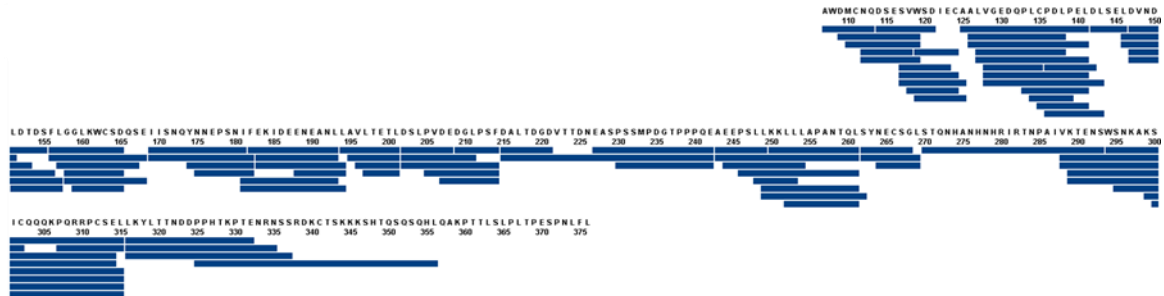 AWDMCNQDSESVWSDIECAALVGEDQPLCPDLPELDLSELDVND
110 115 120 125 130 135 140 145 150
LDTDSFLGGLKWCSDQSEIISNQYNNEPSNIFEKIDEENEANLLAVLTETLDSLPVDEDGLPSFDALTDGDVTTDNEASPSSMPDGTPPPQEAEEPSLLKKLLLAPANTQLSYNECSGLSTQNHANHNHRIRTNPAIVKTENSWSNKAKS
155 160 165 170 175 180 185 190 195 200 205 210 215 220 225 230 235 240 245 250 255 260 265 270 275 280 285 290 295 300
ICQQQKPQRRPCSELLKYLTTNDDPPHTKPTENRNSSRDKCTSKKKSHTQSQSQHLQAKPTTLSLPLTPESPNLFL
305 310 315 320 325 330 335 340 345 350 355 360 365 370 375